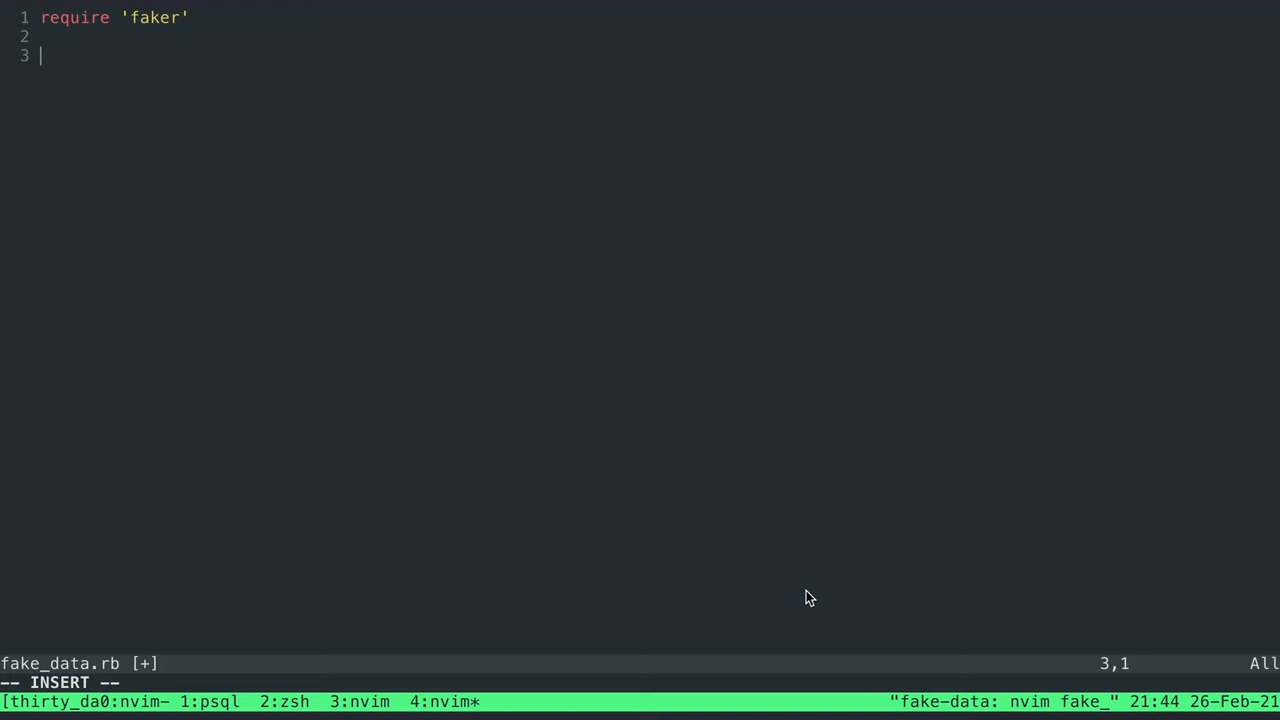 1 require 'faker'
2
3
fake_data.rb [+] 3,1 All
-- INSERT --
[thirty_da0:nvim- 1:psql 2:zsh 3:nvim 4:nvim* "fake-data: nvim fake_" 21:44 26-Feb-21